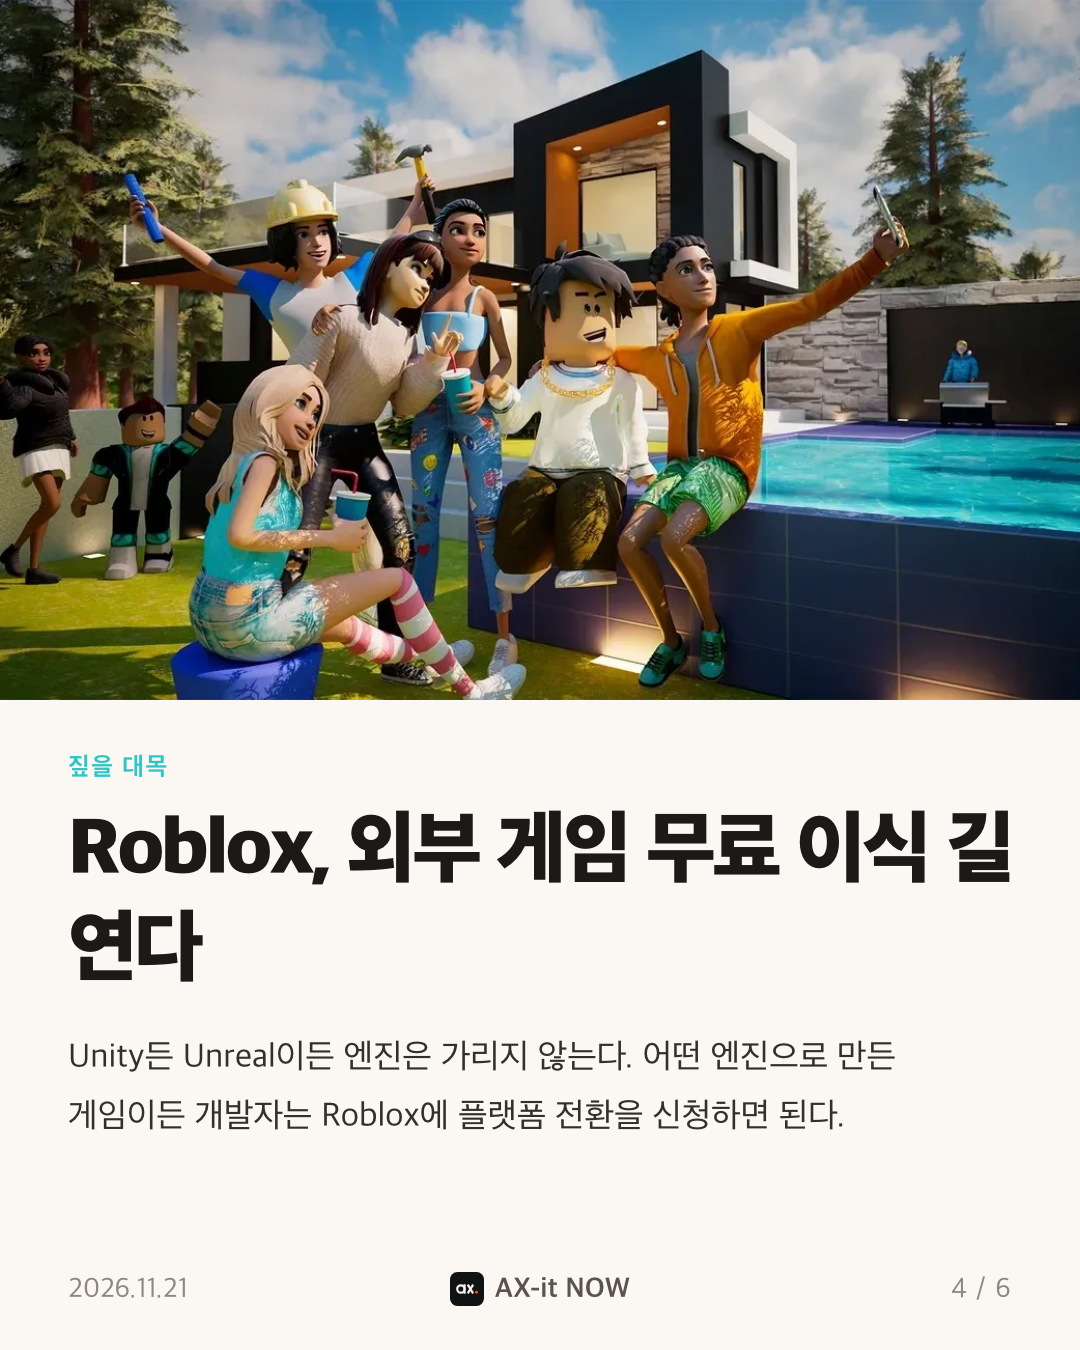 짚을 대목
Roblox, 외부 게임 무료 이식 길
연다
Unity든 Unreal이든 엔진은 가리지 않는다. 어떤 엔진으로 만든
게임이든 개발자는 Roblox에 플랫폼 전환을 신청하면 된다.
2026.11.21
ax. AX-it NOW
4 / 6